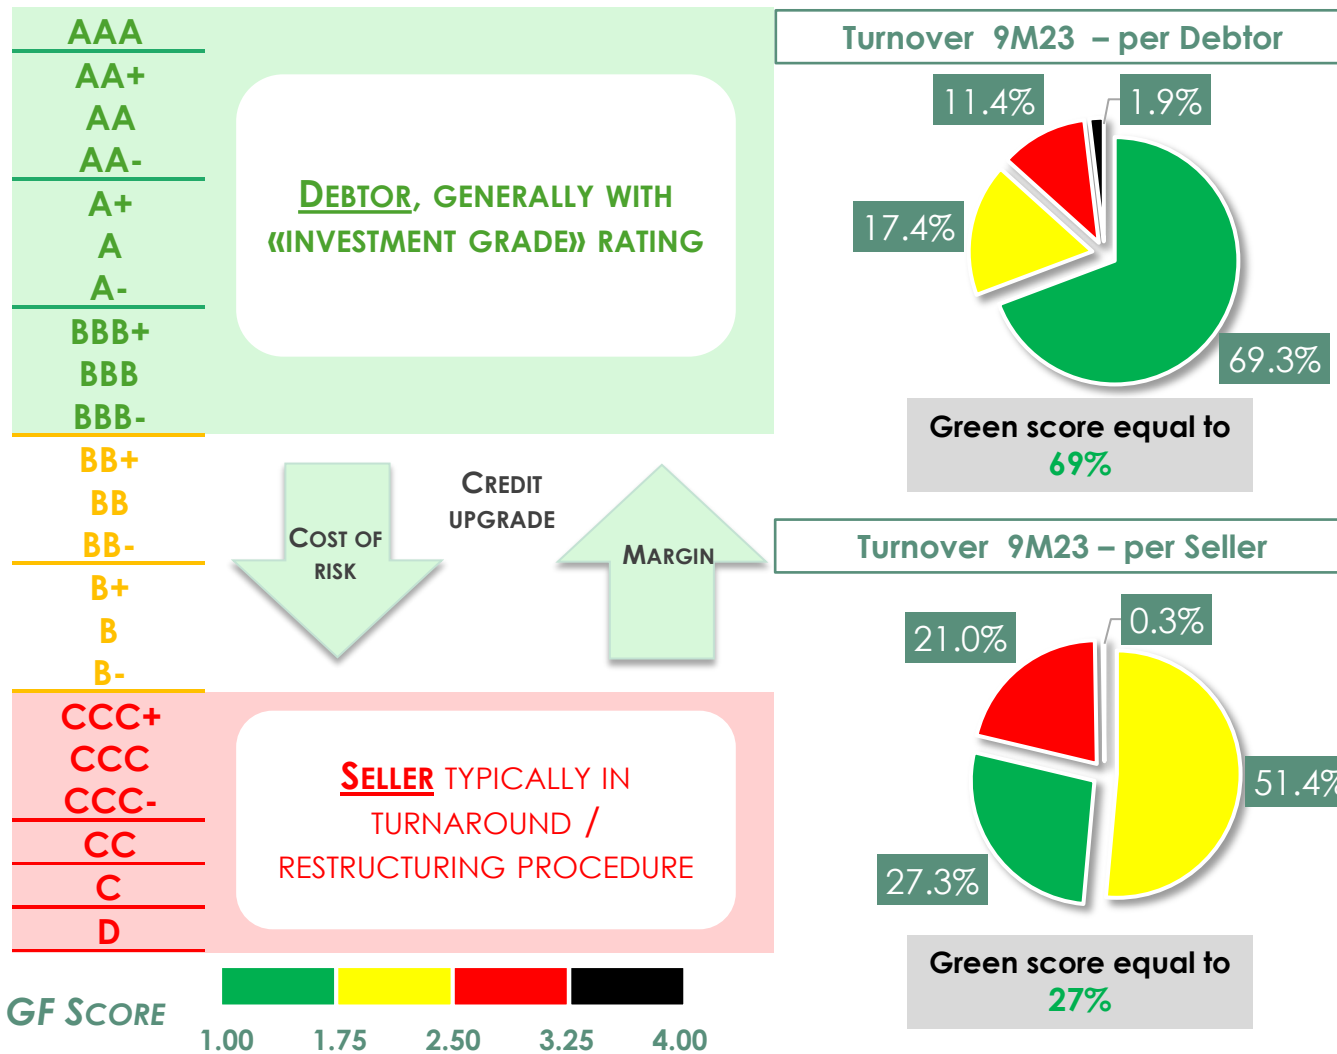 AAA
AA+
AA
AA-
A+
A
A-
BBB+
BBB
BBB-
BB+
BB
BB-
B+
B
B-
CCC+
CCC
CCC-
CC
C
D
DEBTOR, GENERALLY WITH
«INVESTMENT GRADE» RATING
COST OF
RISK
CREDIT
UPGRADE
MARGIN
SELLER TYPICALLY IN
TURNAROUND /
RESTRUCTURING PROCEDURE
GF SCORE
1.00 1.75 2.50 3.25 4.00
Turnover 9M23 – per Debtor
11.4%
1.9%
17.4%
69.3%
Green score equal to
69%
Turnover 9M23 – per Seller
21.0%
0.3%
51.4%
27.3%
Green score equal to
27%